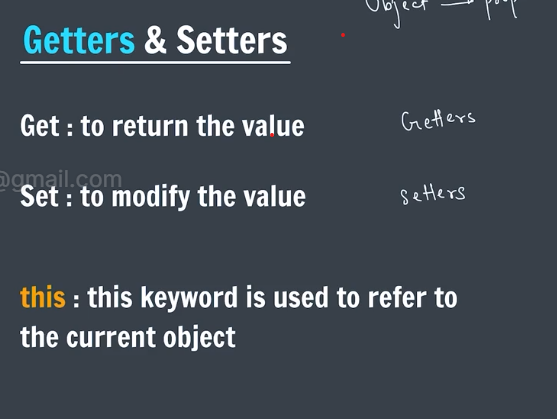 Object → prop
Getters & Setters
Get : to return the value
Getters
@gmail.com
Set : to modify the value
setters
this : this keyword is used to refer to
the current object